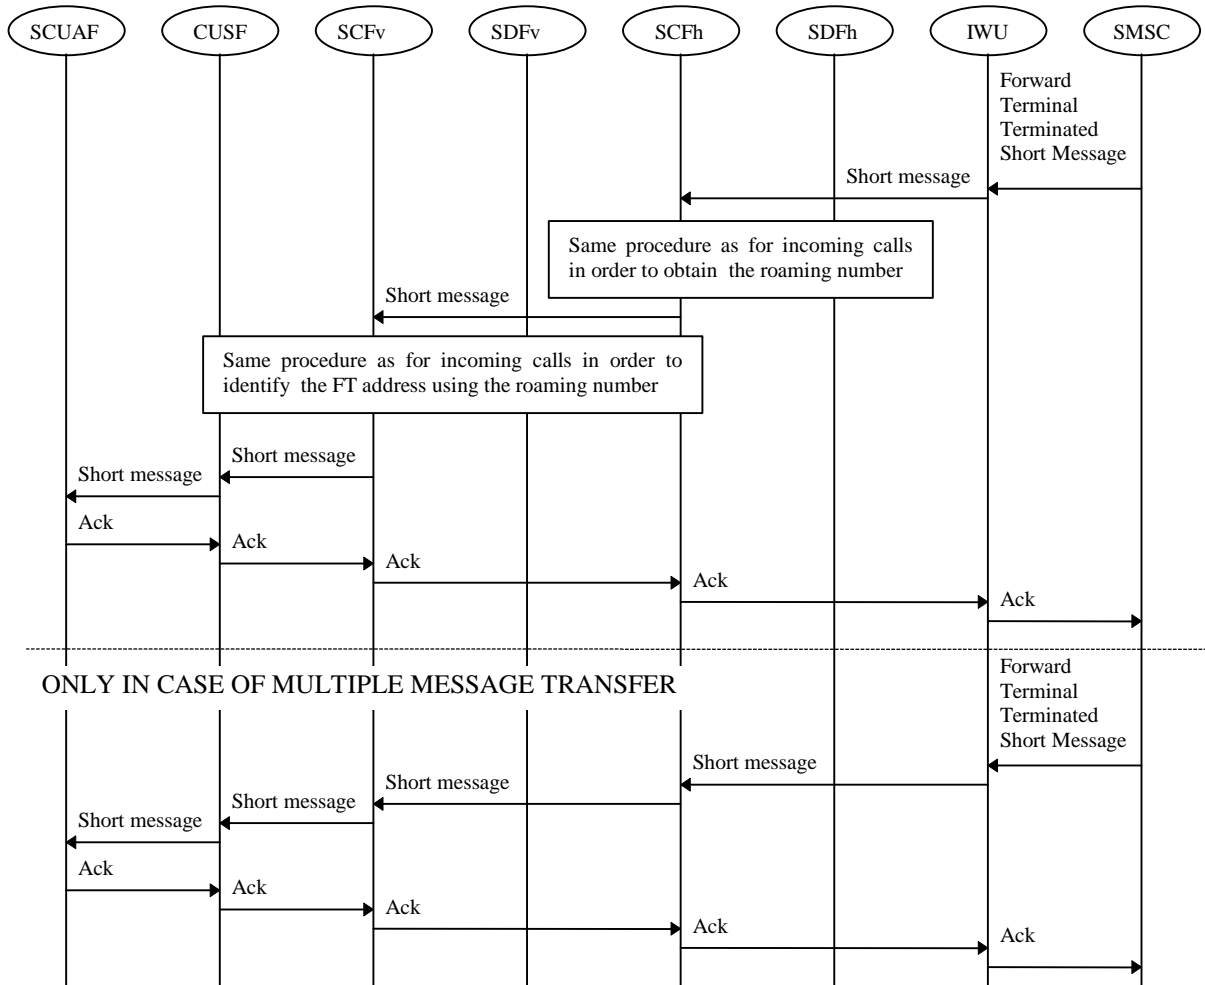 SCUAF CUSF SCFv SDFv SCFh SDFh IWU SMSC
Forward
Terminal
Terminated
Short Message
Short message
Same procedure as for incoming calls
in order to obtain the roaming number
Short message
Same procedure as for incoming calls in order to
identify the FT address using the roaming number
Short message
Short message
Ack
Ack
Ack
Ack
Ack
ONLY IN CASE OF MULTIPLE MESSAGE TRANSFER
Forward
Terminal
Terminated
Short Message
Short message
Short message
Short message
Short message
Ack
Ack
Ack
Ack
Ack